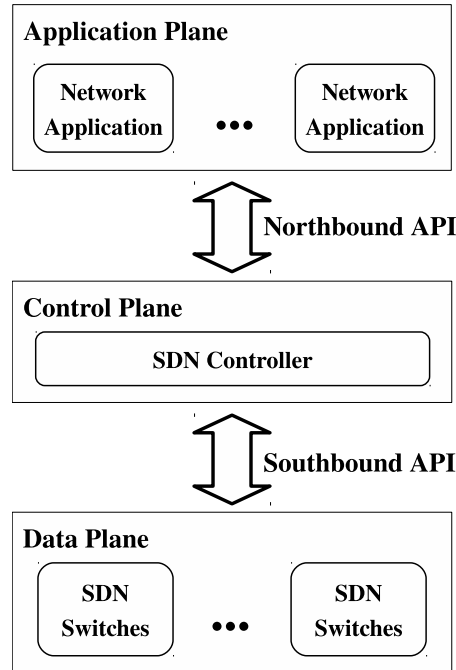 Application Plane
Network Network
Application ••• Application
Northbound API
Control Plane
SDN Controller
Southbound API
Data Plane
SDN SDN
Switches ••• Switches